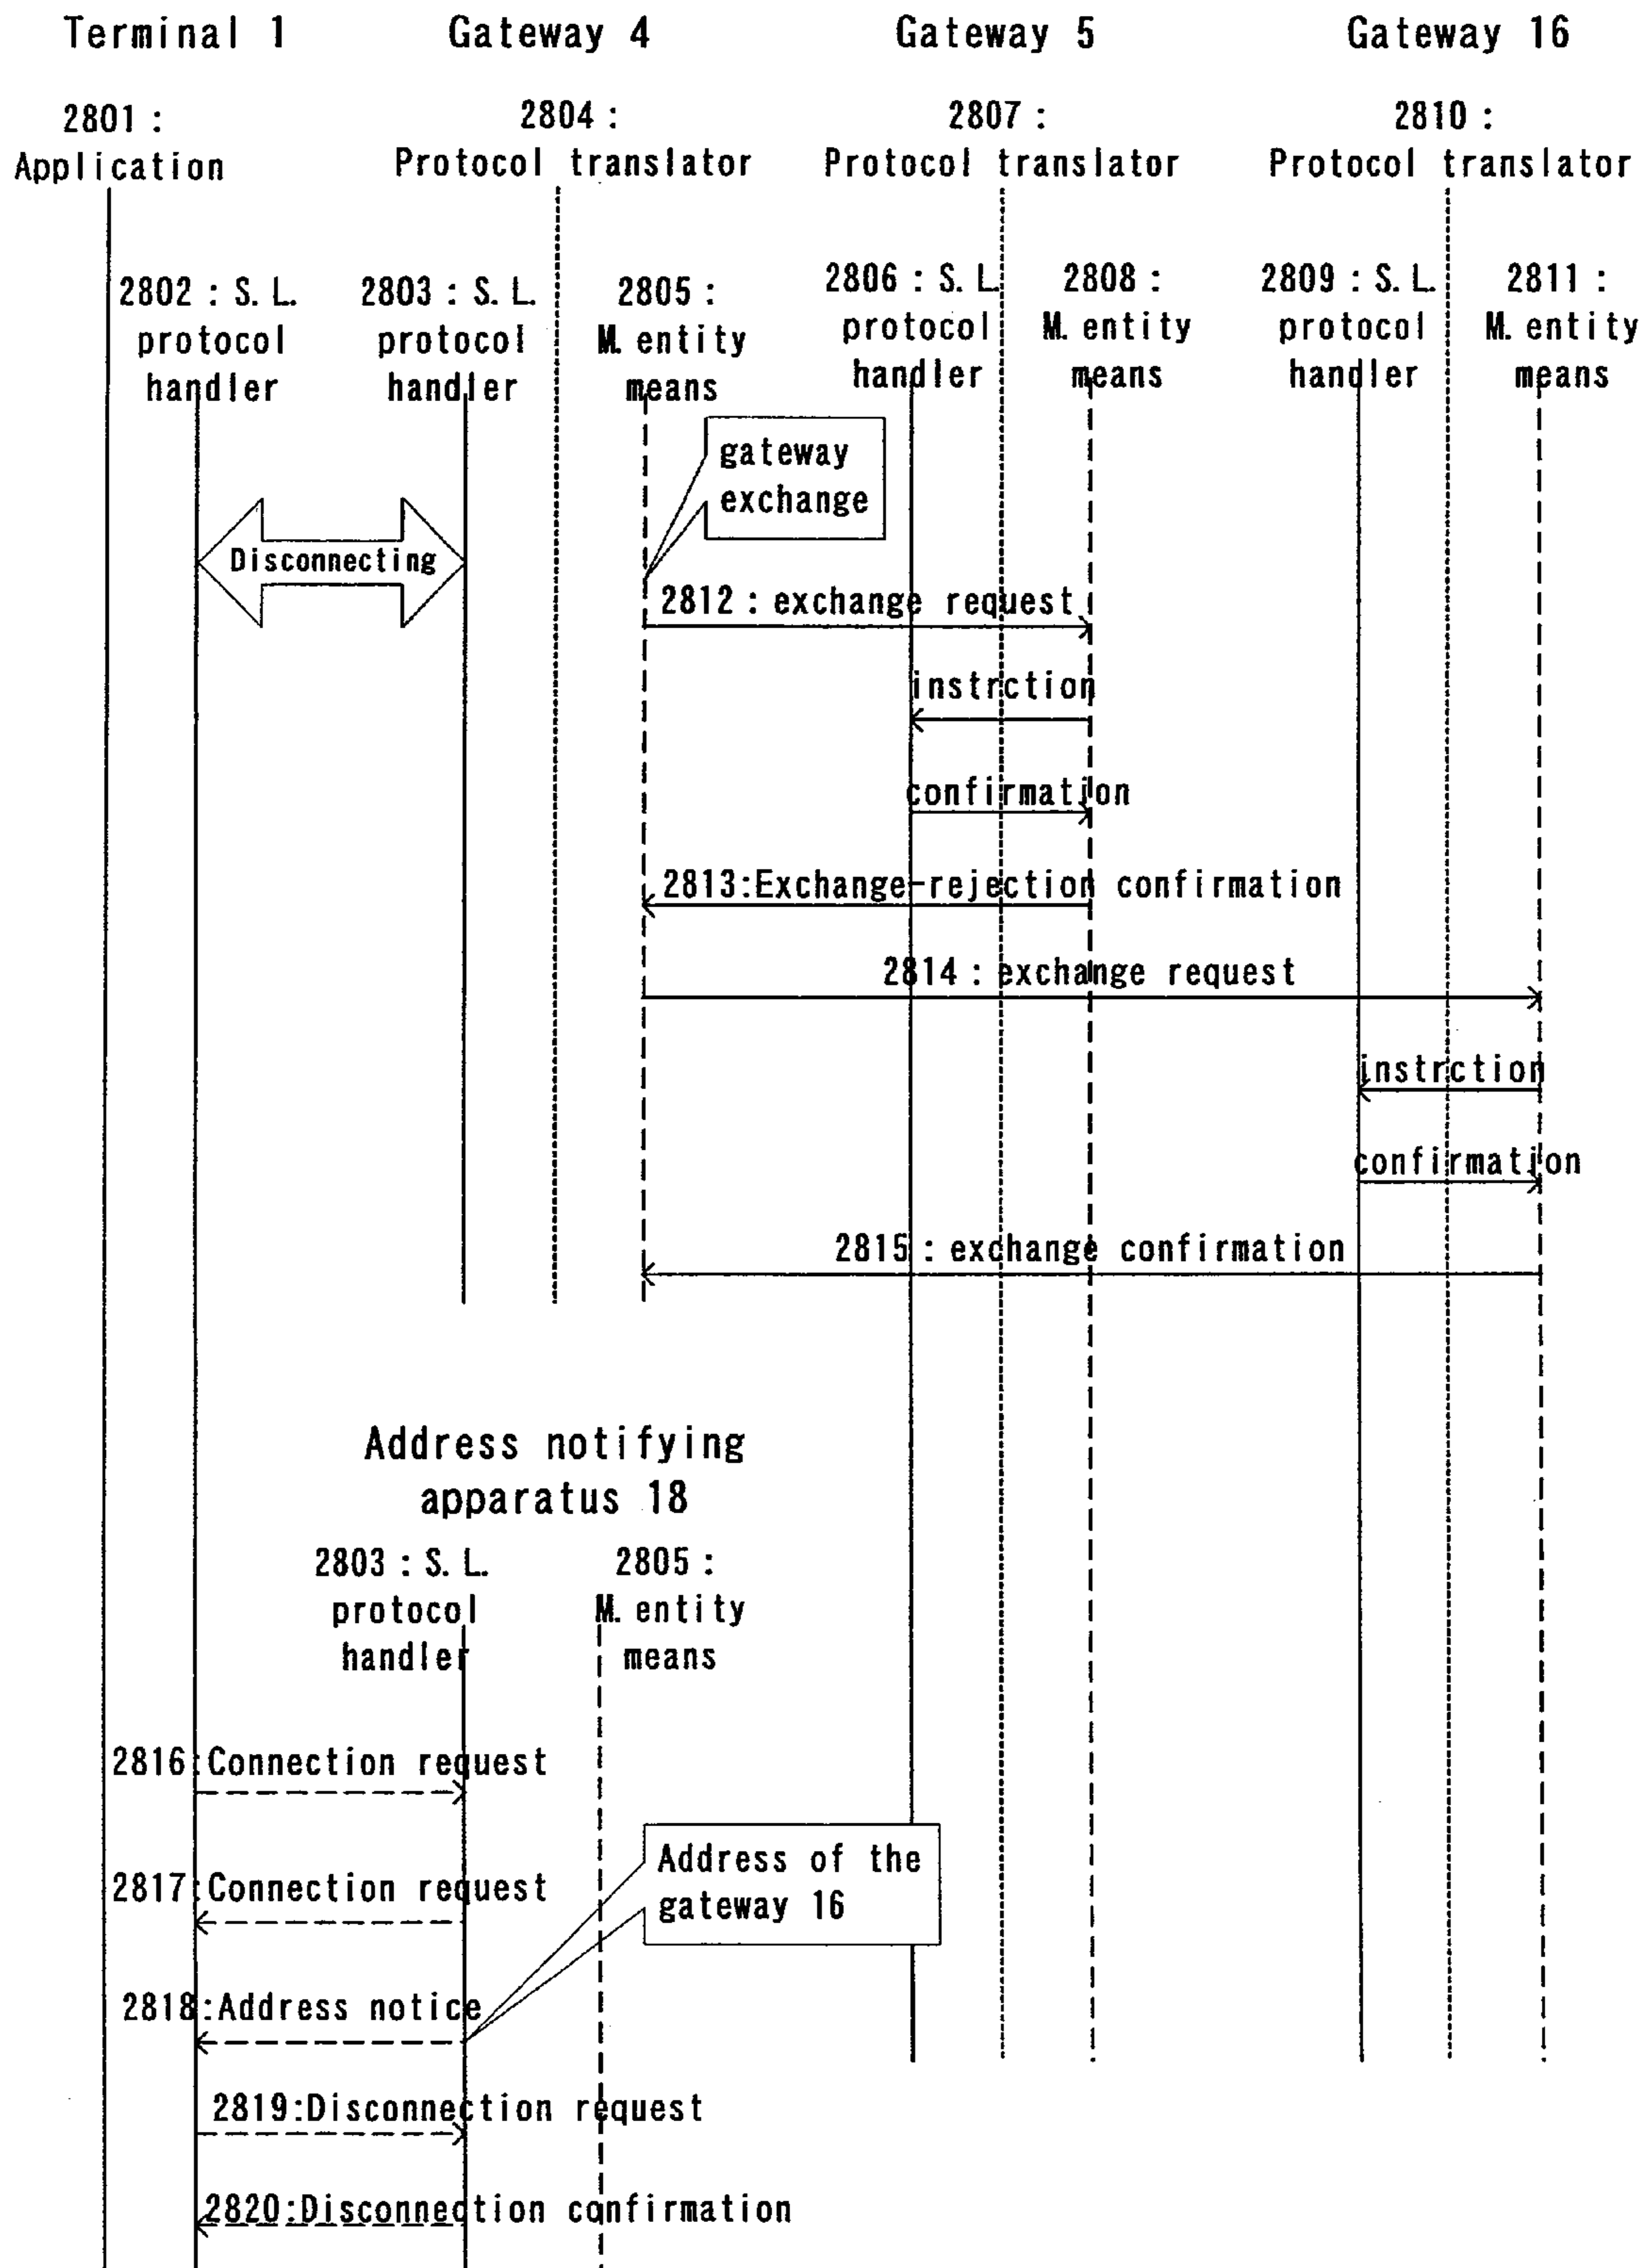 Terminal 1 Gateway 4 Gateway 5 Gateway 16
2801 : 2804 : 2807 : 2810 :
Application Protocol translator Protocol translator Protocol translator
2802 : S. L. 2803 : S. L. 2805 : 2806 : S. L. 2808 : 2809 : S. L. 2811 :
protocol protocol M. entity protocol M. entity protocol M. entity
handler handler means handler means handler means
gateway
exchange
Disconnecting
2812 : exchange request
instrction
confirmation
2813:Exchange-rejection confirmation
2814 : exchange request
instrction
confirmation
2815 : exchange confirmation
Address notifying
apparatus 18
2803 : S. L. 2805 :
protocol M. entity
handler means
2816:Connection request
Address of the
gateway 16
2817:Connection request
2818:Address notice
2819:Disconnection request
2820:Disconnection confirmation